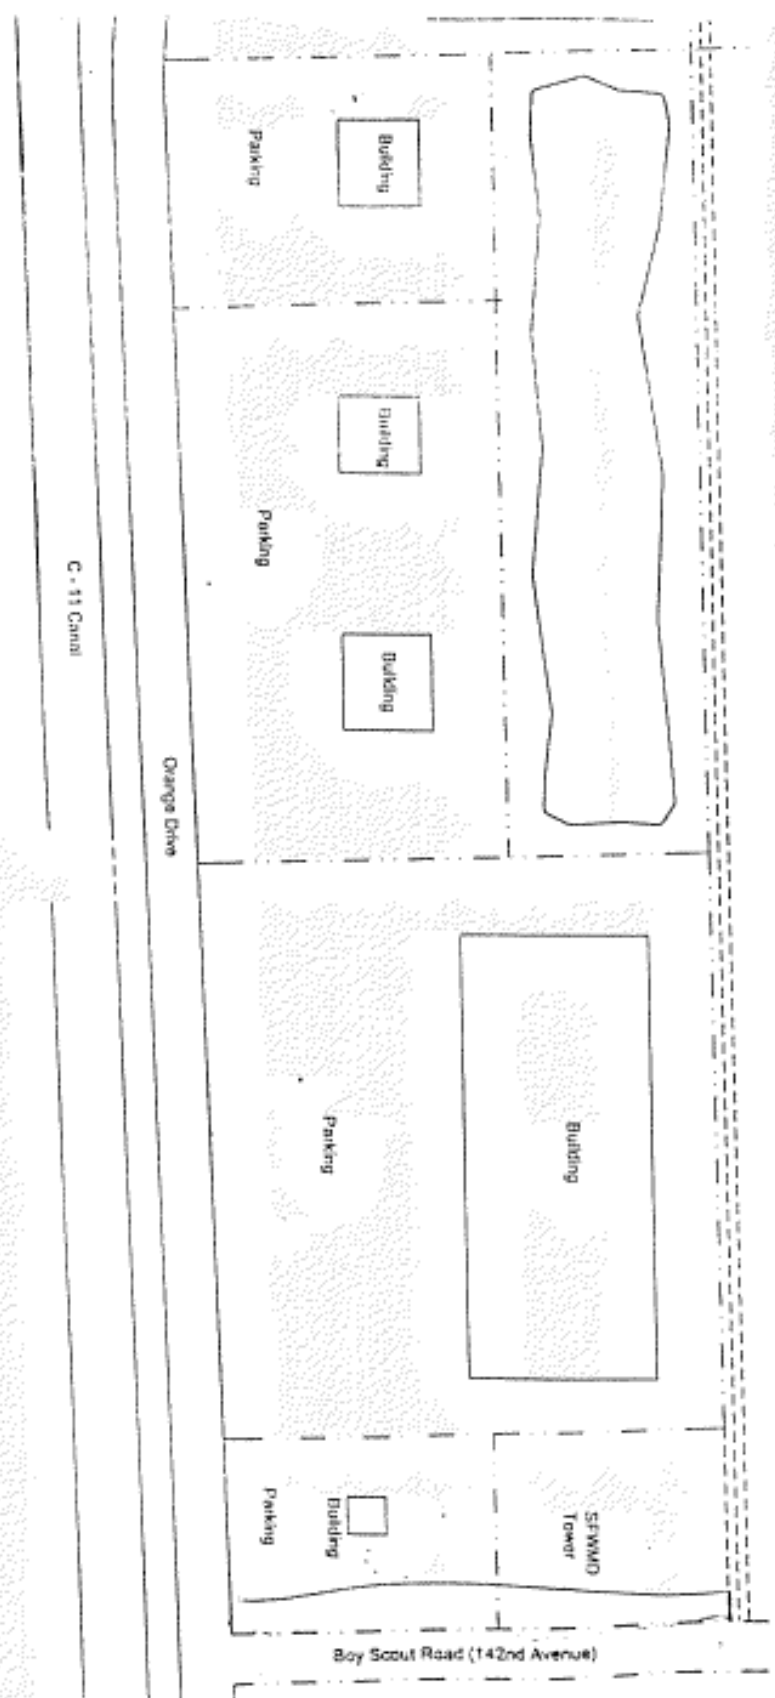 Building
Parking
Building
Parking
Building
C - 11 Canal
Orange Drive
Parking
Building
Parking
Building
SFWMD
Tower
Boy Scout Road (142nd Avenue)